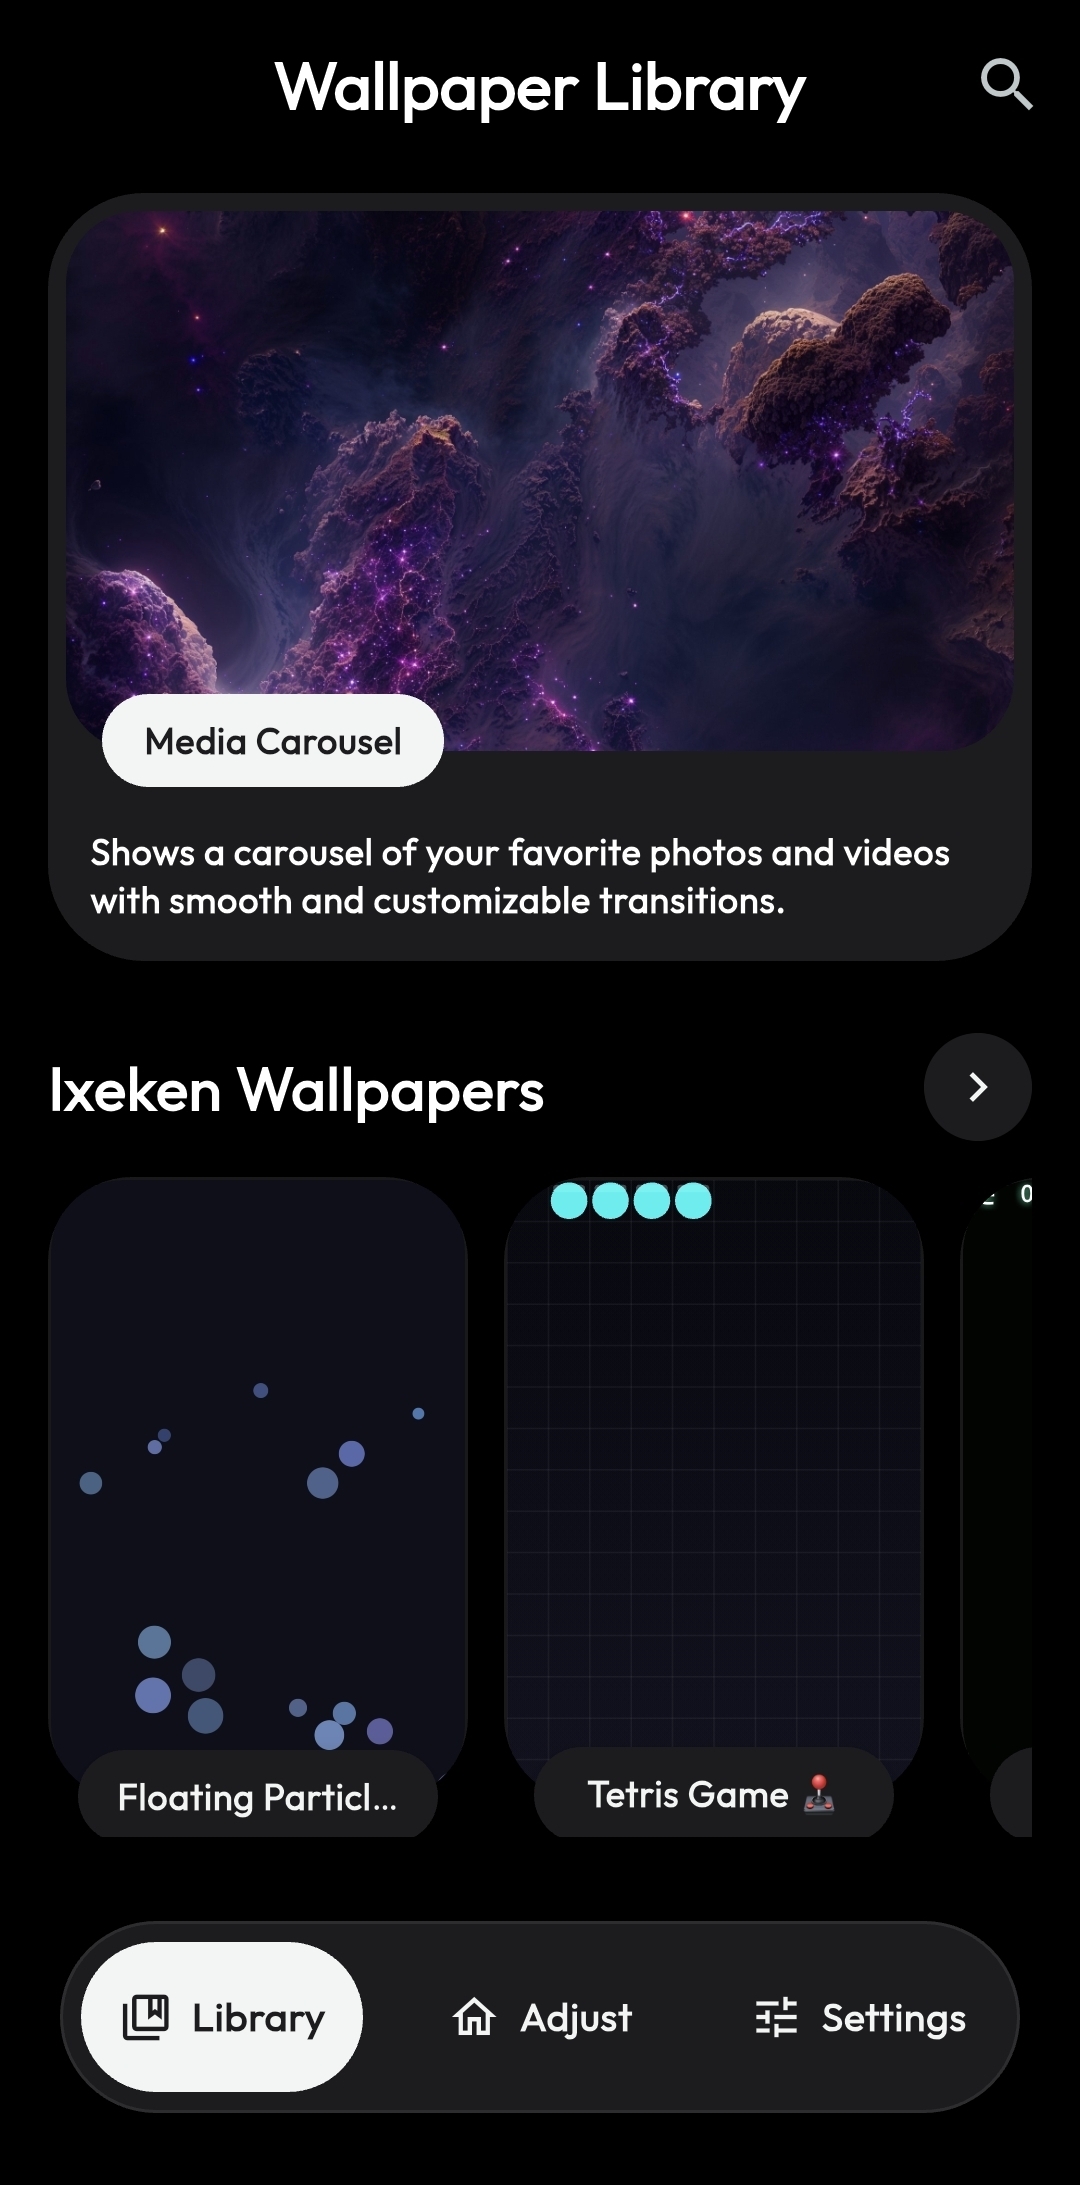 Wallpaper Library
Media Carousel
Shows a carousel of your favorite photos and videos
with smooth and customizable transitions.
Ixeken Wallpapers
Floating Particl...
Tetris Game 🕹️
Library
Adjust
Settings